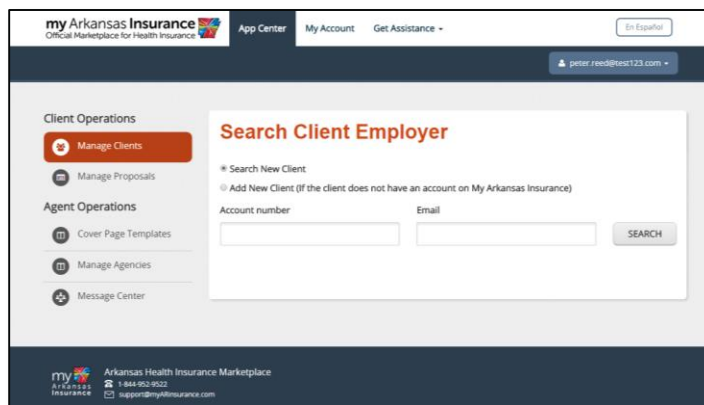 my Arkansas Insurance
Official Marketplace for Health Insurance
App Center
My Account
Get Assistance
En Español
peter.reed@test123.com
Client Operations
Manage Clients
Manage Proposals
Agent Operations
Cover Page Templates
Manage Agencies
Message Center
Search Client Employer
Search New Client
Add New Client (If the client does not have an account on My Arkansas Insurance)
Account number
Email
SEARCH
my
Arkansas
Insurance
Arkansas Health Insurance Marketplace
1-844-952-9522
support@myARinsurance.com